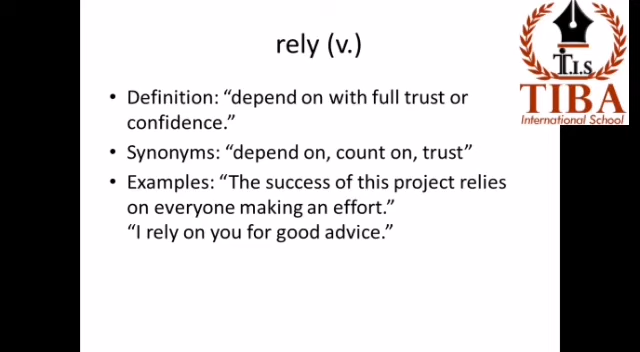 rely (v.)
T.I.S
TIBA
International School
• Definition: “depend on with full trust or
confidence.”
• Synonyms: “depend on, count on, trust”
• Examples: “The success of this project relies
on everyone making an effort.”
“I rely on you for good advice.”